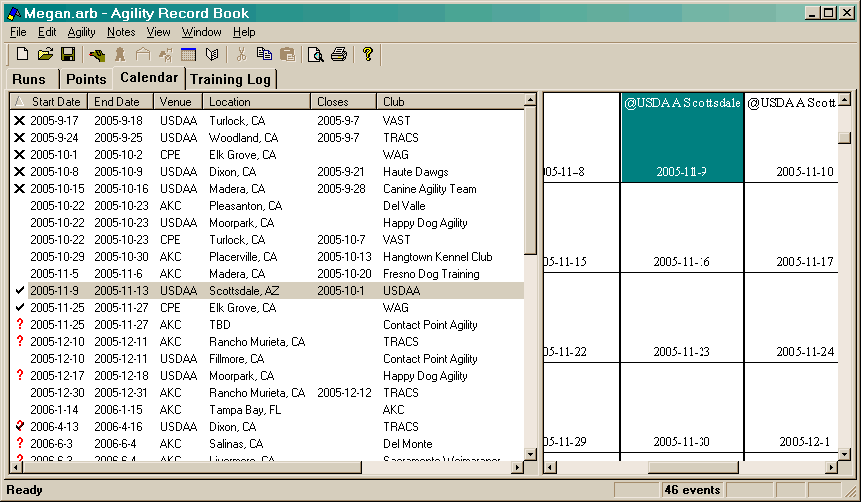 Megan.arb - Agility Record Book
File Edit Agility Notes View Window Help
Runs Points Calendar Training Log
Start Date End Date Venue Location Closes Club
2005-9-17 2005-9-18 USDAA Turlock, CA 2005-9-7 VAST
2005-9-24 2005-9-25 USDAA Woodland, CA 2005-9-7 TRACS
2005-10-1 2005-10-2 CPE Elk Grove, CA WAG
2005-10-8 2005-10-9 USDAA Dixon, CA 2005-9-21 Haute Dawgs
2005-10-15 2005-10-16 USDAA Madera, CA 2005-9-28 Canine Agility Team
2005-10-22 2005-10-23 AKC Pleasanton, CA Del Valle
2005-10-22 2005-10-23 USDAA Moorpark, CA Happy Dog Agility
2005-10-22 2005-10-23 CPE Turlock, CA 2005-10-7 VAST
2005-10-29 2005-10-30 AKC Placerville, CA 2005-10-13 Hangtown Kennel Club
2005-11-5 2005-11-6 AKC Madera, CA 2005-10-20 Fresno Dog Training
2005-11-9 2005-11-13 USDAA Scottsdale, AZ 2005-10-1 USDAA
2005-11-25 2005-11-27 CPE Elk Grove, CA WAG
? 2005-11-25 2005-11-27 AKC TBD Contact Point Agility
? 2005-12-10 2005-12-11 AKC Rancho Murieta, CA TRACS
2005-12-10 2005-12-11 USDAA Fillmore, CA Contact Point Agility
? 2005-12-17 2005-12-18 USDAA Moorpark, CA Happy Dog Agility
2005-12-30 2005-12-31 AKC Rancho Murieta, CA 2005-12-12 TRACS
2006-1-14 2006-1-15 AKC Tampa Bay, FL AKC
? 2006-4-13 2006-4-16 USDAA Dixon, CA TRACS
? 2006-6-3 2006-6-4 AKC Salinas, CA Del Monte
? 2006-6-3 2006-6-4 AKC Livermore, CA Sacramento Weimaraner
@USDAA Scottsdale @USDAA Scott
05-11-8 2005-11-9 2005-11-10
05-11-15 2005-11-16 2005-11-17
05-11-22 2005-11-23 2005-11-24
05-11-29 2005-11-30 2005-12-1
Ready 46 events